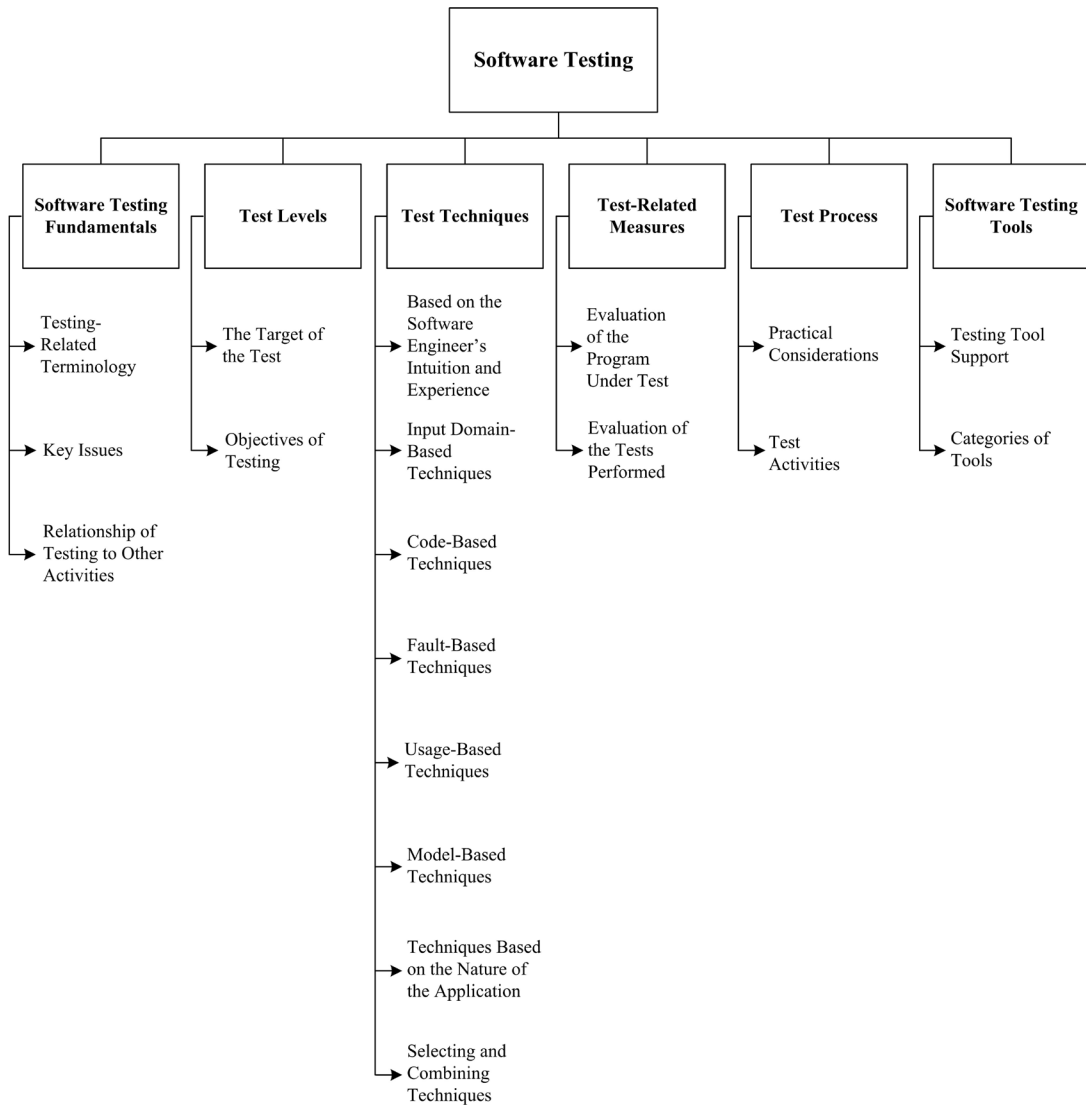 Software Testing
Software Testing
Fundamentals
Testing-
Related
Terminology
Key Issues
Relationship of
Testing to Other
Activities
Test Levels
The Target of
the Test
Objectives of
Testing
Test Techniques
Based on the
Software
Engineer’s
Intuition and
Experience
Input Domain-
Based
Techniques
Code-Based
Techniques
Fault-Based
Techniques
Usage-Based
Techniques
Model-Based
Techniques
Techniques Based
on the Nature of
the Application
Selecting and
Combining
Techniques
Test-Related
Measures
Evaluation
of the
Program
Under Test
Evaluation of
the Tests
Performed
Test Process
Practical
Considerations
Test
Activities
Software Testing
Tools
Testing Tool
Support
Categories of
Tools